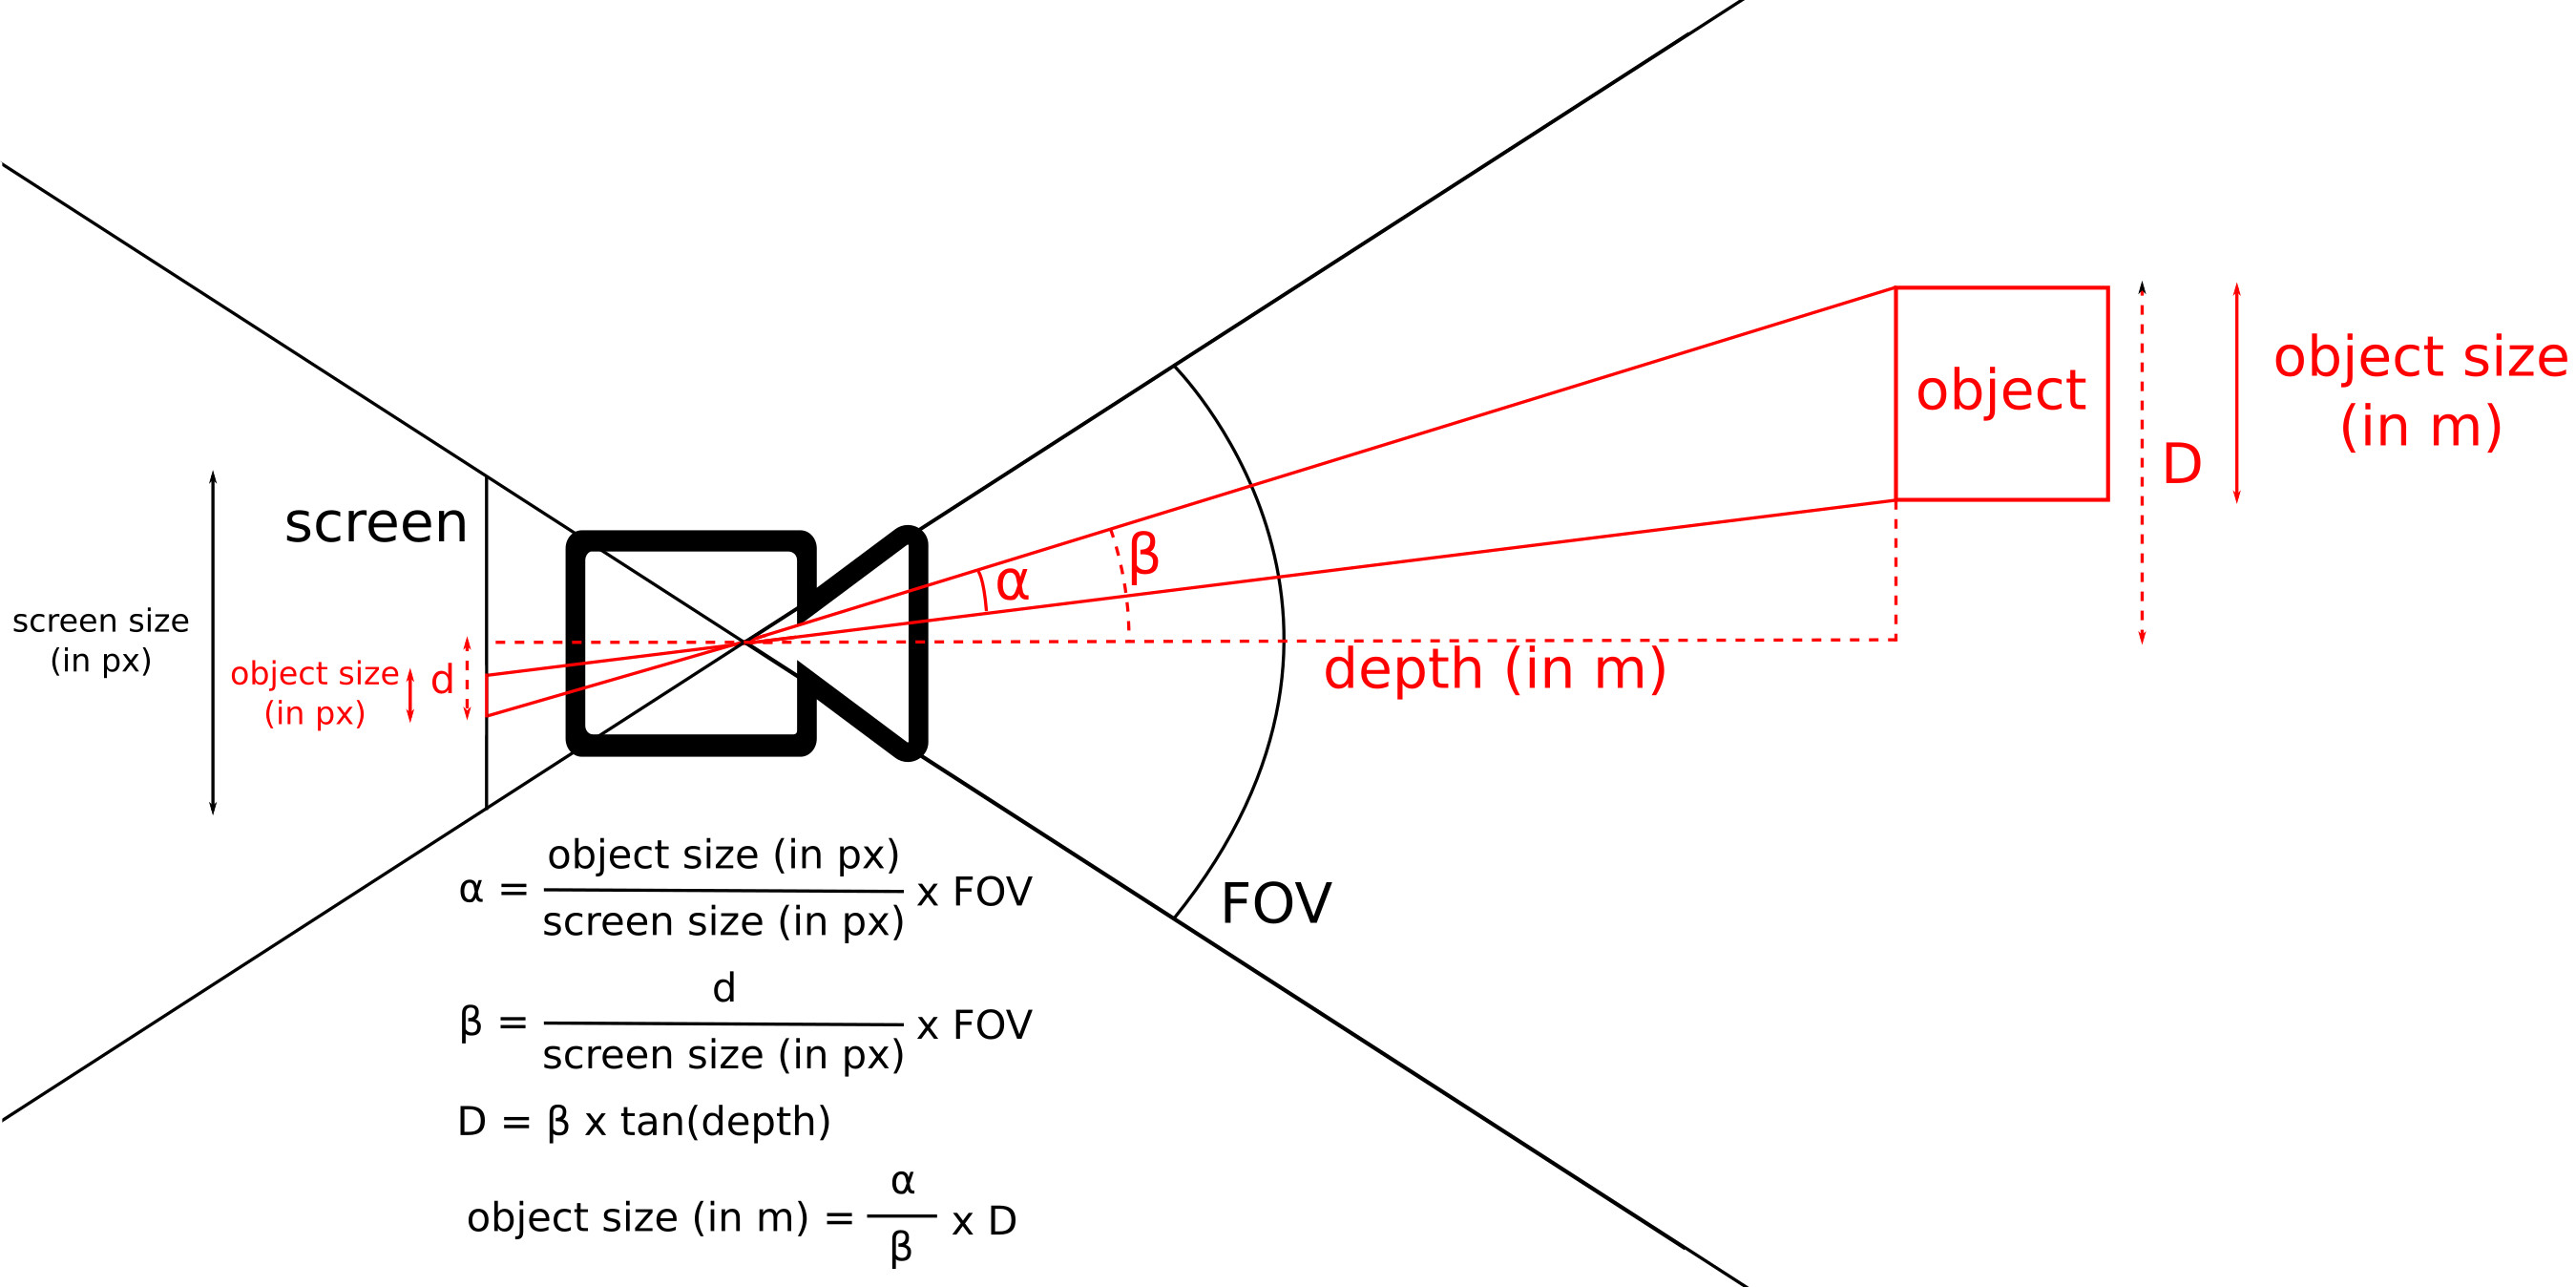 object
object size
(in m)
D
screen
β
α
screen size
(in px)
depth (in m)
object size
(in px)
d
FOV
α = object size (in px) / screen size (in px) x FOV
β = d / screen size (in px) x FOV
D = β x tan(depth)
object size (in m) = α / β x D